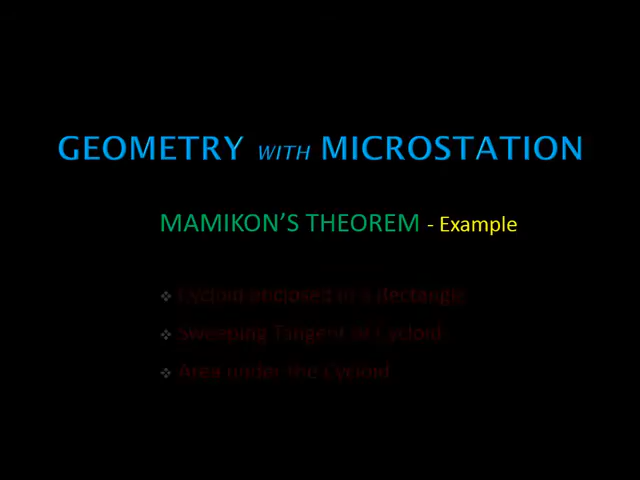 GEOMETRY WITH MICROSTATION
MAMIKON'S THEOREM - Example
Cycloid enclosed in a Rectangle
Sweeping Tangent of Cycloid
Area under the Cycloid